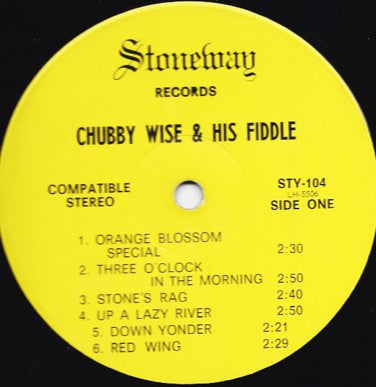 Stoneway
RECORDS
CHUBBY WISE & HIS FIDDLE
COMPATIBLE
STEREO
STY-104
LH-5506
SIDE ONE
1. ORANGE BLOSSOM
SPECIAL 2:30
2. THREE O'CLOCK
IN THE MORNING 2:50
3. STONE'S RAG 2:40
4. UP A LAZY RIVER 2:50
5. DOWN YONDER 2:21
6. RED WING 2:29